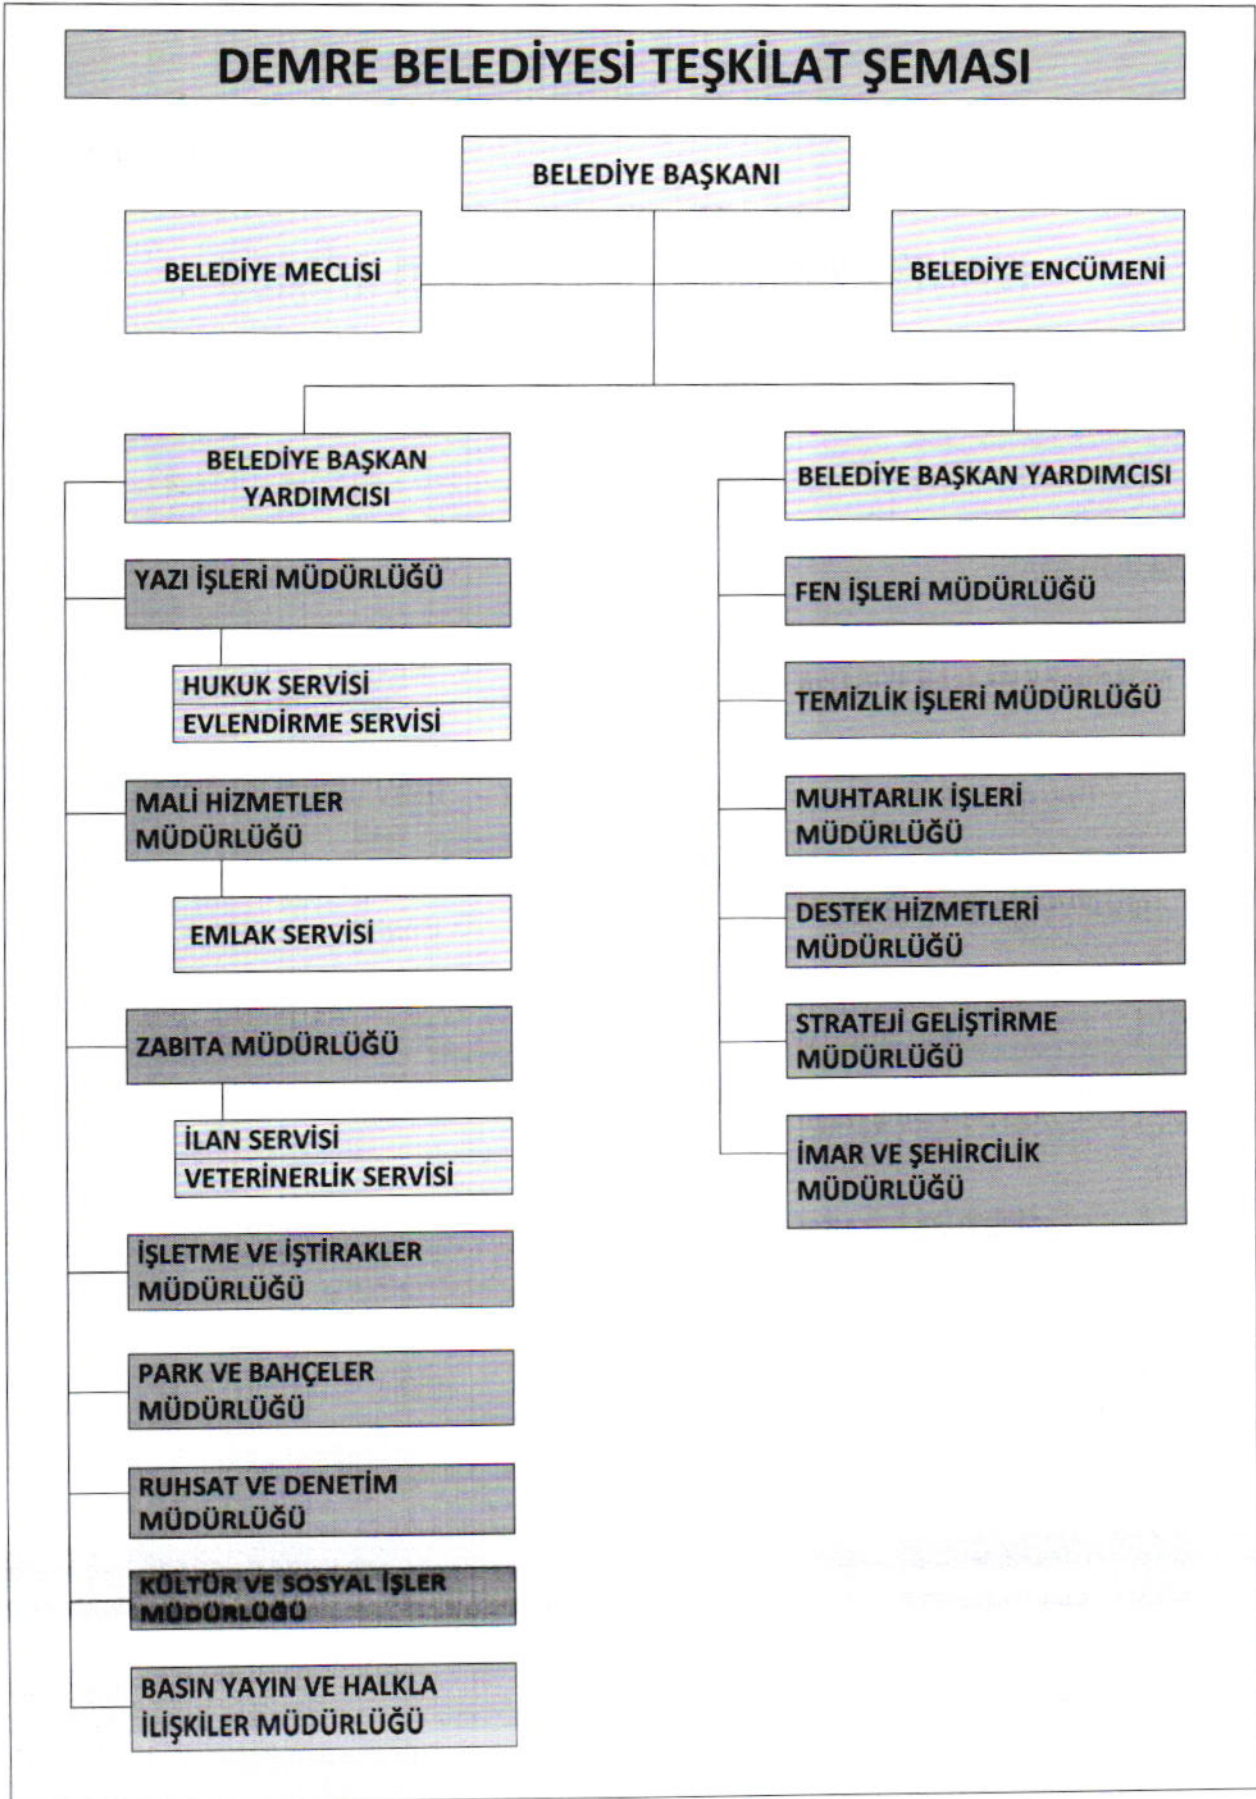 DEMRE BELEDİYESİ TEŞKİLAT ŞEMASI
BELEDİYE BAŞKANI
BELEDİYE MECLİSİ
BELEDİYE ENCÜMENİ
BELEDİYE BAŞKAN
YARDIMCISI
YAZI İŞLERİ MÜDÜRLÜĞÜ
HUKUK SERVİSİ
EVLENDİRME SERVİSİ
MALİ HİZMETLER
MÜDÜRLÜĞÜ
EMLAK SERVİSİ
ZABITA MÜDÜRLÜĞÜ
İLAN SERVİSİ
VETERİNERLİK SERVİSİ
İŞLETME VE İŞTİRAKLER
MÜDÜRLÜĞÜ
PARK VE BAHÇELER
MÜDÜRLÜĞÜ
RUHSAT VE DENETİM
MÜDÜRLÜĞÜ
KÜLTÜR VE SOSYAL İŞLER
MÜDÜRLÜĞÜ
BASIN YAYIN VE HALKLA
İLİŞKİLER MÜDÜRLÜĞÜ
BELEDİYE BAŞKAN YARDIMCISI
FEN İŞLERİ MÜDÜRLÜĞÜ
TEMİZLİK İŞLERİ MÜDÜRLÜĞÜ
MUHTARLIK İŞLERİ
MÜDÜRLÜĞÜ
DESTEK HİZMETLERİ
MÜDÜRLÜĞÜ
STRATEJİ GELİŞTİRME
MÜDÜRLÜĞÜ
İMAR VE ŞEHİRCİLİK
MÜDÜRLÜĞÜ